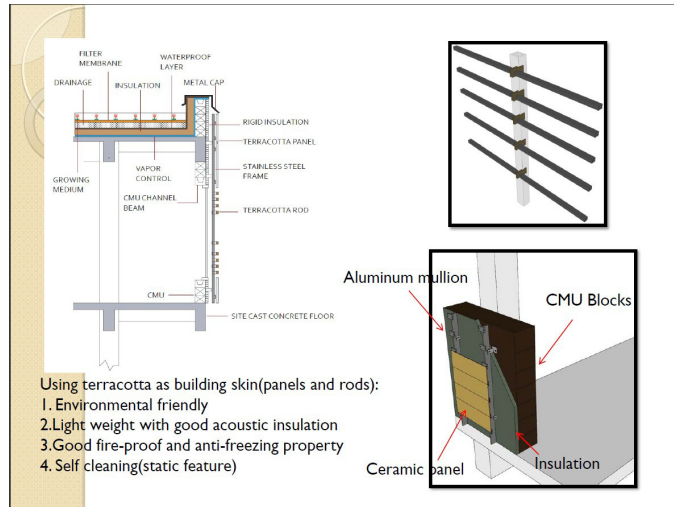 FILTER
MEMBRANE
WATERPROOF
LAYER
DRAINAGE
INSULATION
METAL CAP
RIGID INSULATION
TERRACOTTA PANEL
STAINLESS STEEL
FRAME
GROWING
MEDIUM
VAPOR
CONTROL
CMU CHANNEL
BEAM
TERRACOTTA ROD
CMU
SITE CAST CONCRETE FLOOR
Aluminum mullion
CMU Blocks
Ceramic panel
Insulation
Using terracotta as building skin(panels and rods):
1. Environmental friendly
2.Light weight with good acoustic insulation
3.Good fire-proof and anti-freezing property
4. Self cleaning(static feature)